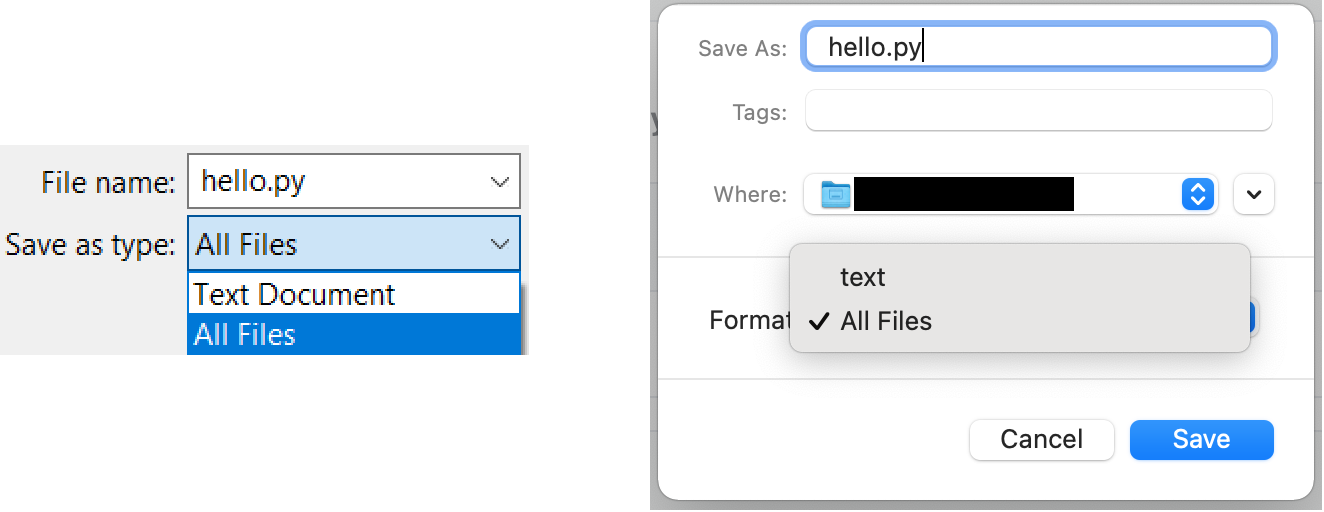 File name: hello.py
Save as type: All Files
Text Document
All Files
Save As: hello.py
Tags:
Where:
text
Format
All Files
Cancel Save